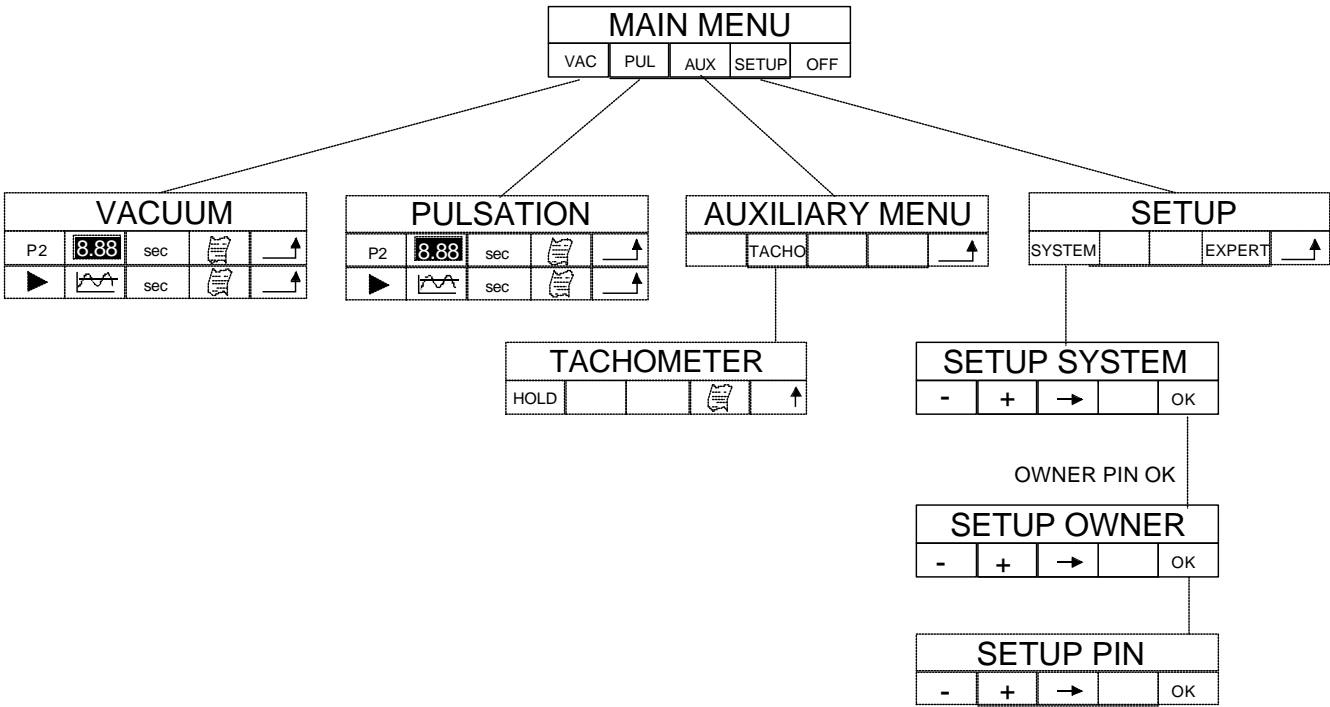 MAIN MENU
VAC PUL AUX SETUP OFF
VACUUM
P2 8.88 sec
sec
PULSATION
P2 8.88 sec
sec
AUXILIARY MENU
TACHO
SETUP
SYSTEM EXPERT
TACHOMETER
HOLD
SETUP SYSTEM
- + OK
OWNER PIN OK
SETUP OWNER
- + OK
SETUP PIN
- + OK